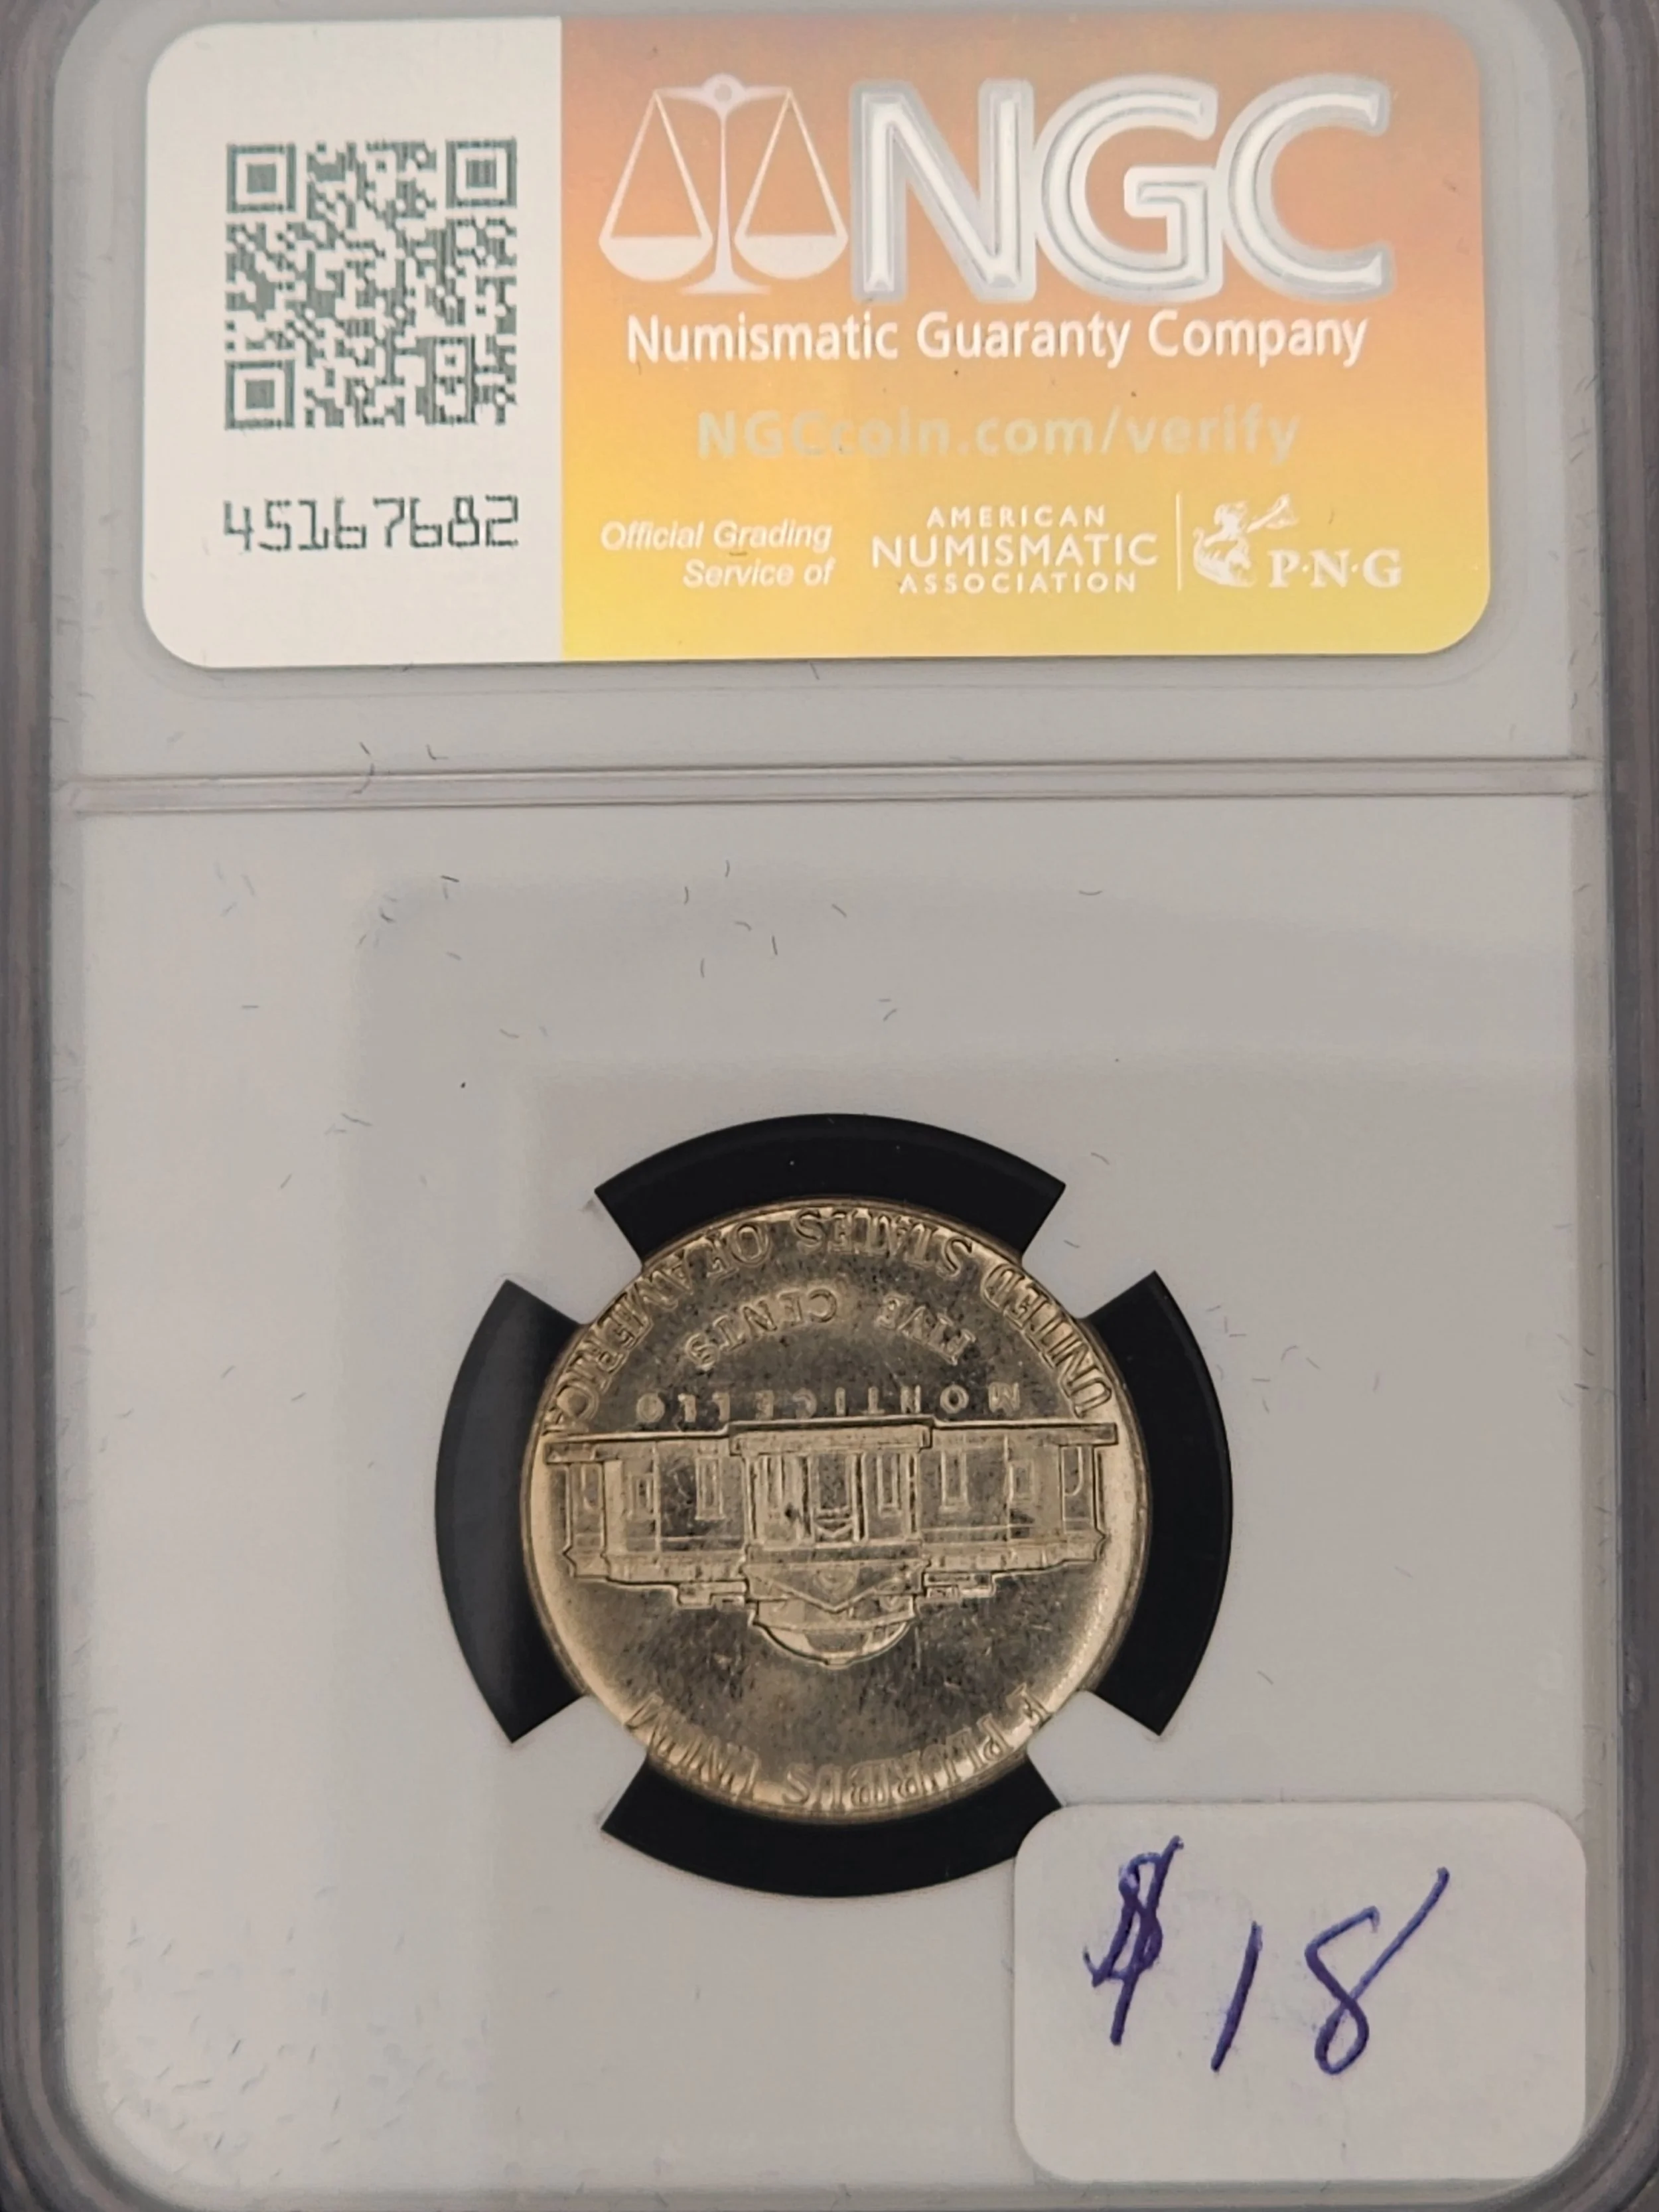 NGC
Numismatic Guaranty Company
NGCcoin.com/verify
45167682
Official Grading
Service of
AMERICAN
NUMISMATIC
ASSOCIATION
P·N·G
UNITED STATES OF AMERICA
FIVE CENTS
MONTICELLO
E PLURIBUS UNUM
$18